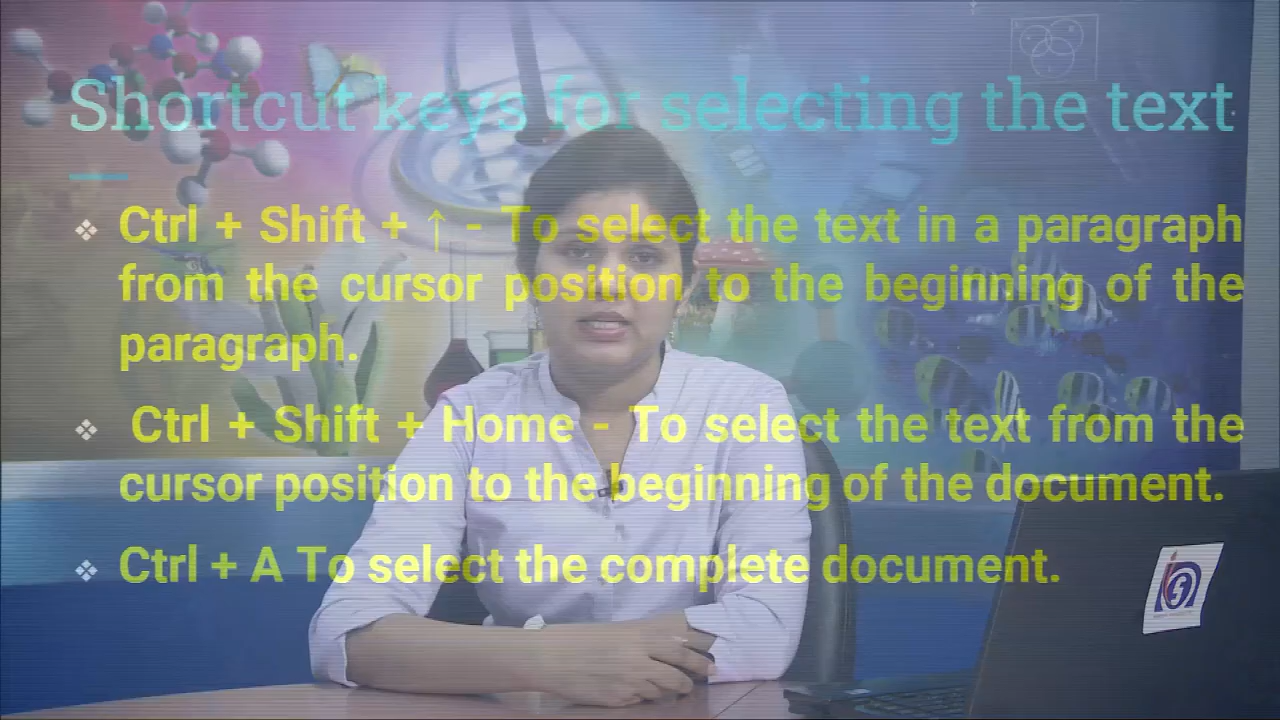 Shortcut keys for selecting the text
❖ Ctrl + Shift + ↑ - To select the text in a paragraph
from the cursor position to the beginning of the
paragraph.
❖ Ctrl + Shift + Home - To select the text from the
cursor position to the beginning of the document.
❖ Ctrl + A To select the complete document.